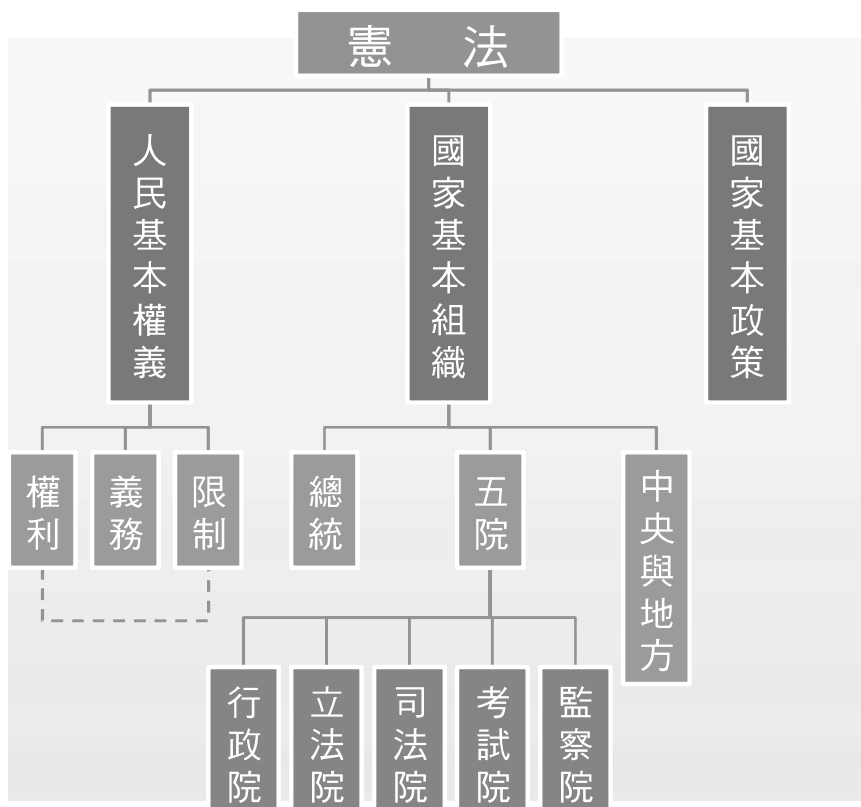 憲法
人民基本權義
國家基本組織
國家基本政策
權利
義務
限制
總統
五院
中央與地方
行政院
立法院
司法院
考試院
監察院